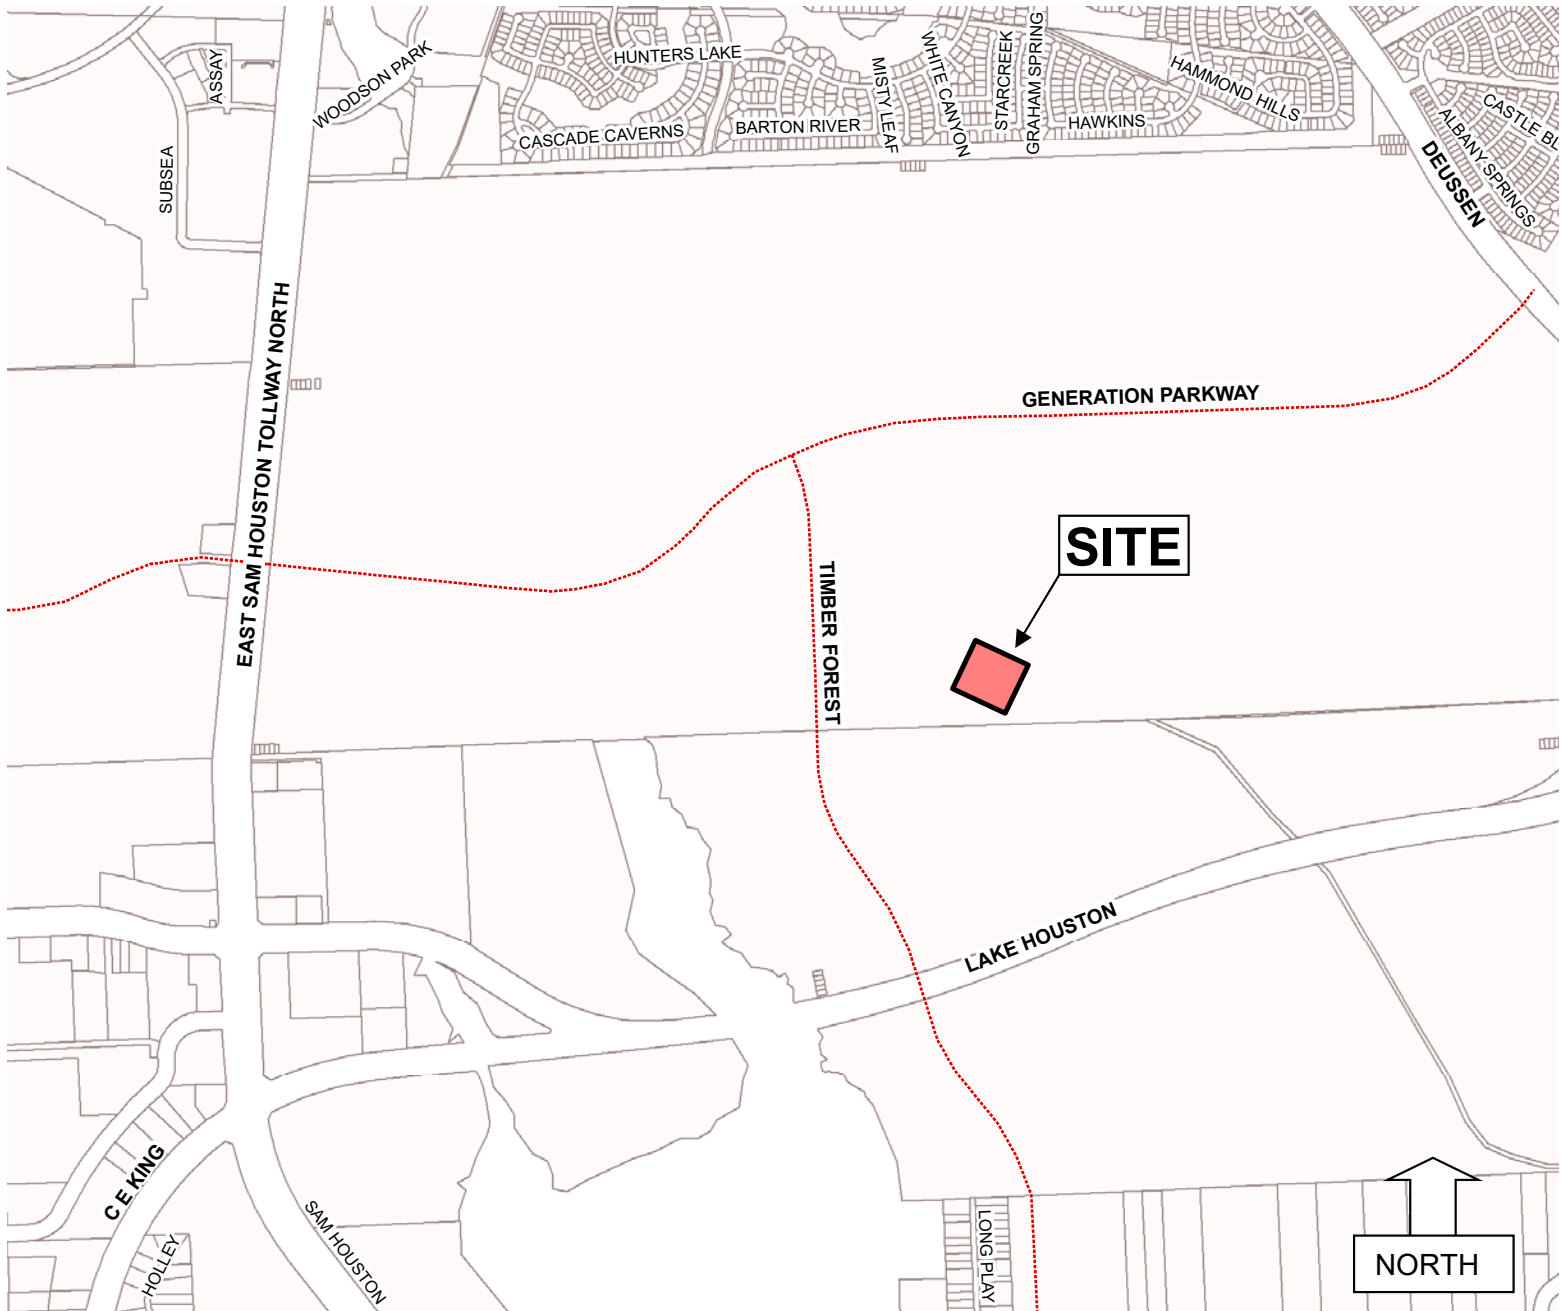 HUNTERS LAKE
WOODSON PARK
ASSAY
MISTY LEAF
WHITE CANYON
STARCREEK
GRAHAM SPRING
HAMMOND HILLS
CASTLE BL
ALBANY SPRINGS
CASCADE CAVERNS
BARTON RIVER
HAWKINS
SUBSEA
DEUSSEN
EAST SAM HOUSTON TOLLWAY NORTH
GENERATION PARKWAY
SITE
TIMBER FOREST
LAKE HOUSTON
C E KING
SAM HOUSTON
HOLLEY
LONG PLAY
NORTH